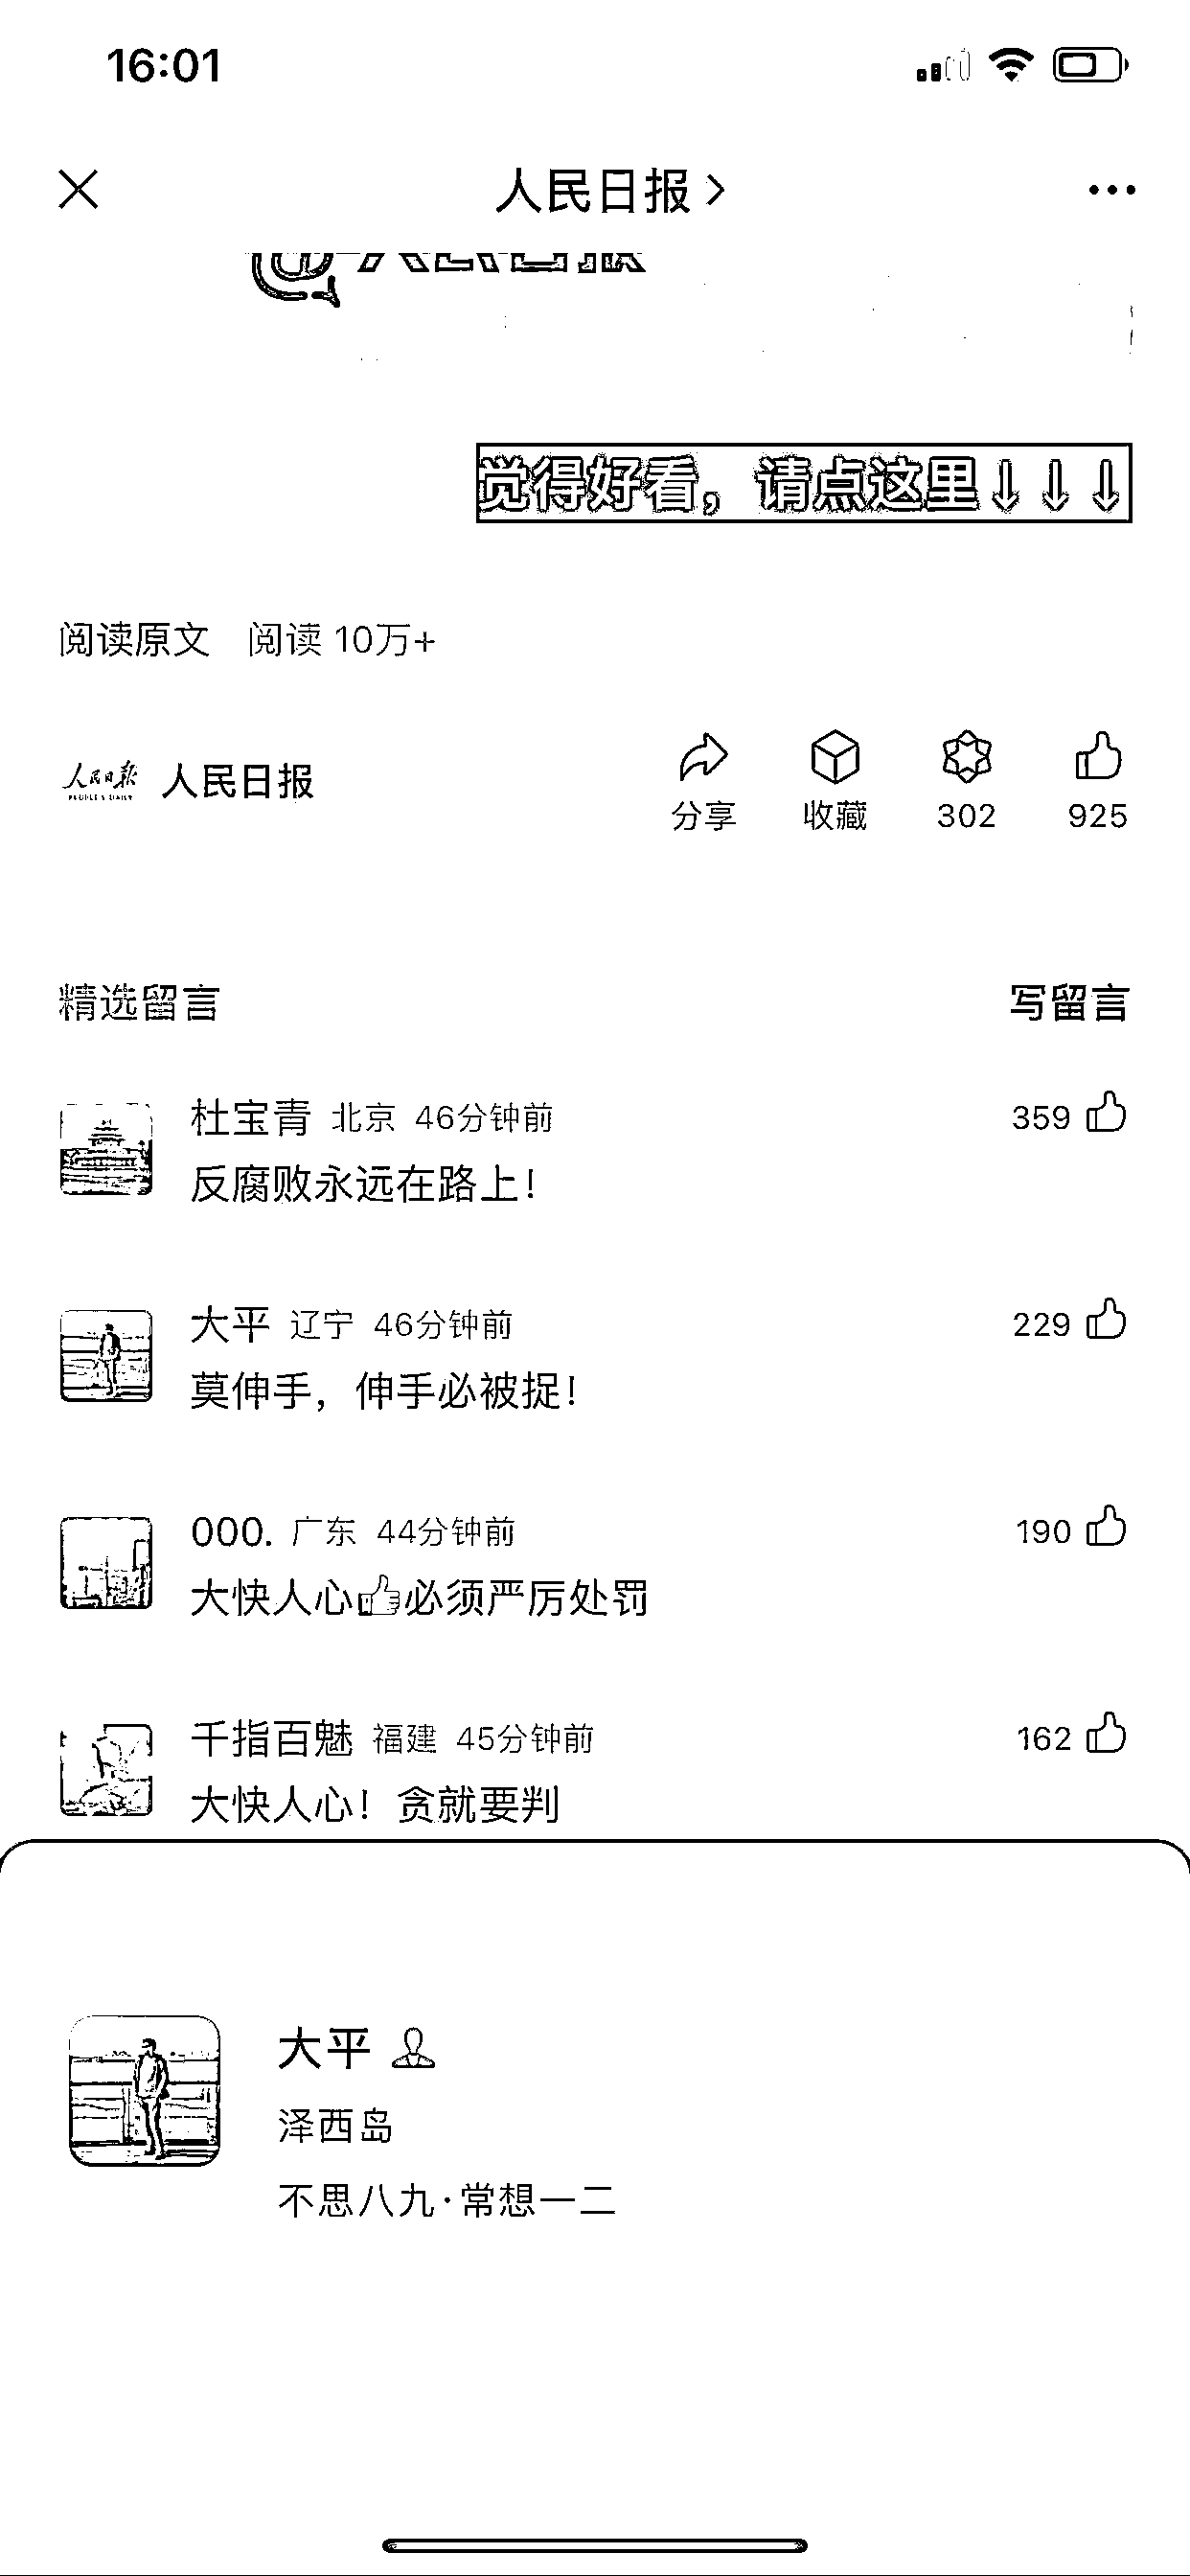 16:01
人民日报
觉得好看，请点这里↓↓↓
阅读原文 阅读 10万+
人民日报 PEOPLE'S DAILY 人民日报
分享 收藏 302 925
精选留言 写留言
杜宝青 北京 46分钟前 359
反腐败永远在路上！
大平 辽宁 46分钟前 229
莫伸手，伸手必被捉！
000. 广东 44分钟前 190
大快人心👍必须严厉处罚
千指百魅 福建 45分钟前 162
大快人心！贪就要判
大平
泽西岛
不思八九·常想一二